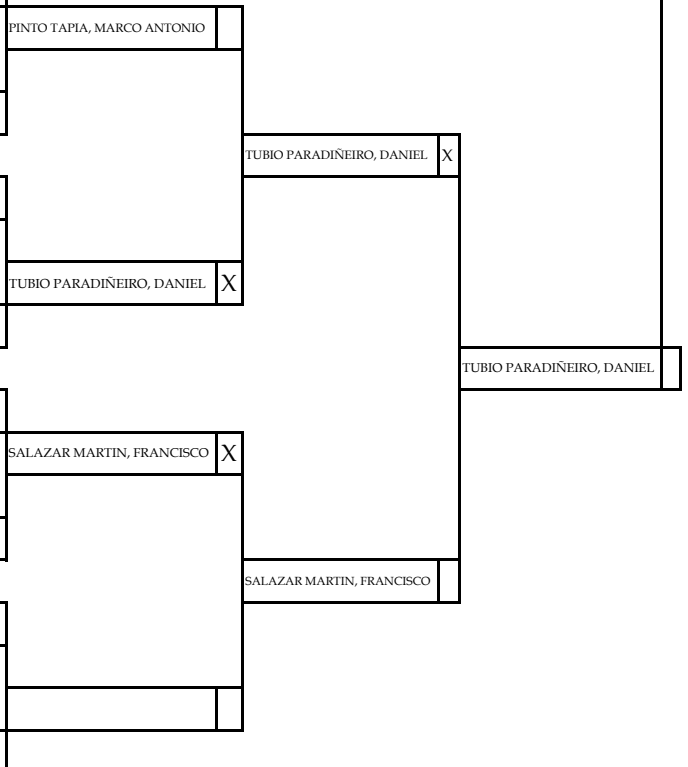 PINTO TAPIA, MARCO ANTONIO
TUBIO PARADIÑEIRO, DANIEL X
TUBIO PARADIÑEIRO, DANIEL X
TUBIO PARADIÑEIRO, DANIEL
SALAZAR MARTIN, FRANCISCO X
SALAZAR MARTIN, FRANCISCO